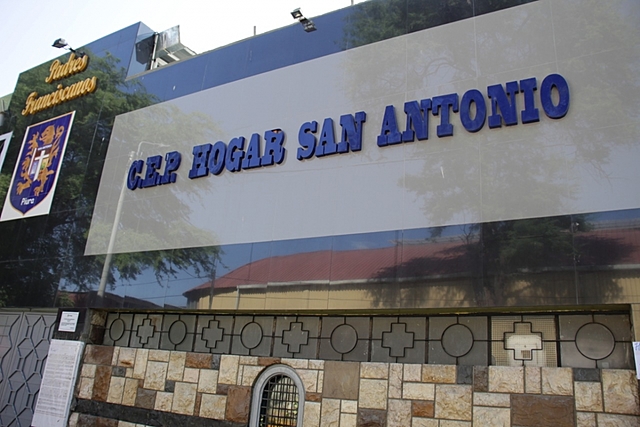 Padres
Franciscanos
C.E.P. HOGAR SAN ANTONIO
Piura